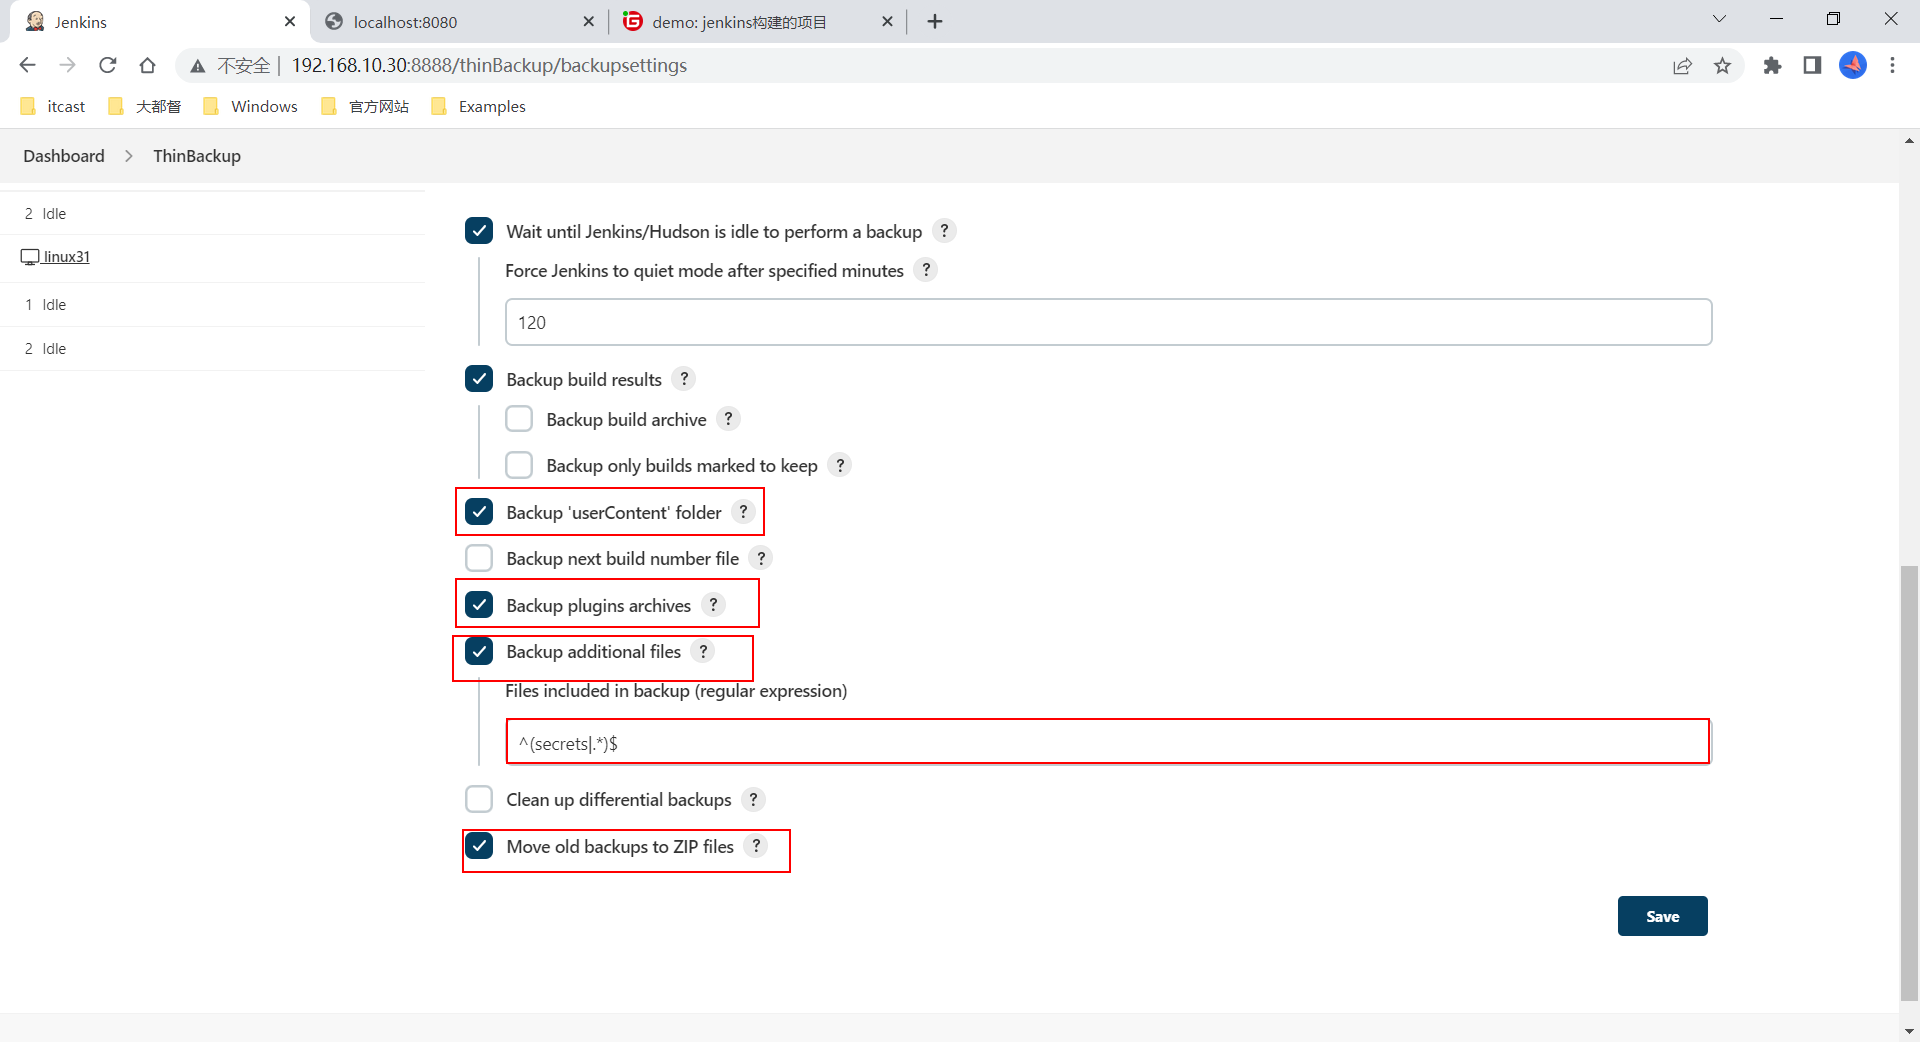 Jenkins
localhost:8080
demo: jenkins构建的项目
不安全 | 192.168.10.30:8888/thinBackup/backupsettings
itcast 大都督 Windows 官方网站 Examples
Dashboard > ThinBackup
2 Idle
linux31
1 Idle
2 Idle
Wait until Jenkins/Hudson is idle to perform a backup ?
Force Jenkins to quiet mode after specified minutes ?
120
Backup build results ?
Backup build archive ?
Backup only builds marked to keep ?
Backup 'userContent' folder ?
Backup next build number file ?
Backup plugins archives ?
Backup additional files ?
Files included in backup (regular expression)
^(secrets|.*)$
Clean up differential backups ?
Move old backups to ZIP files ?
Save